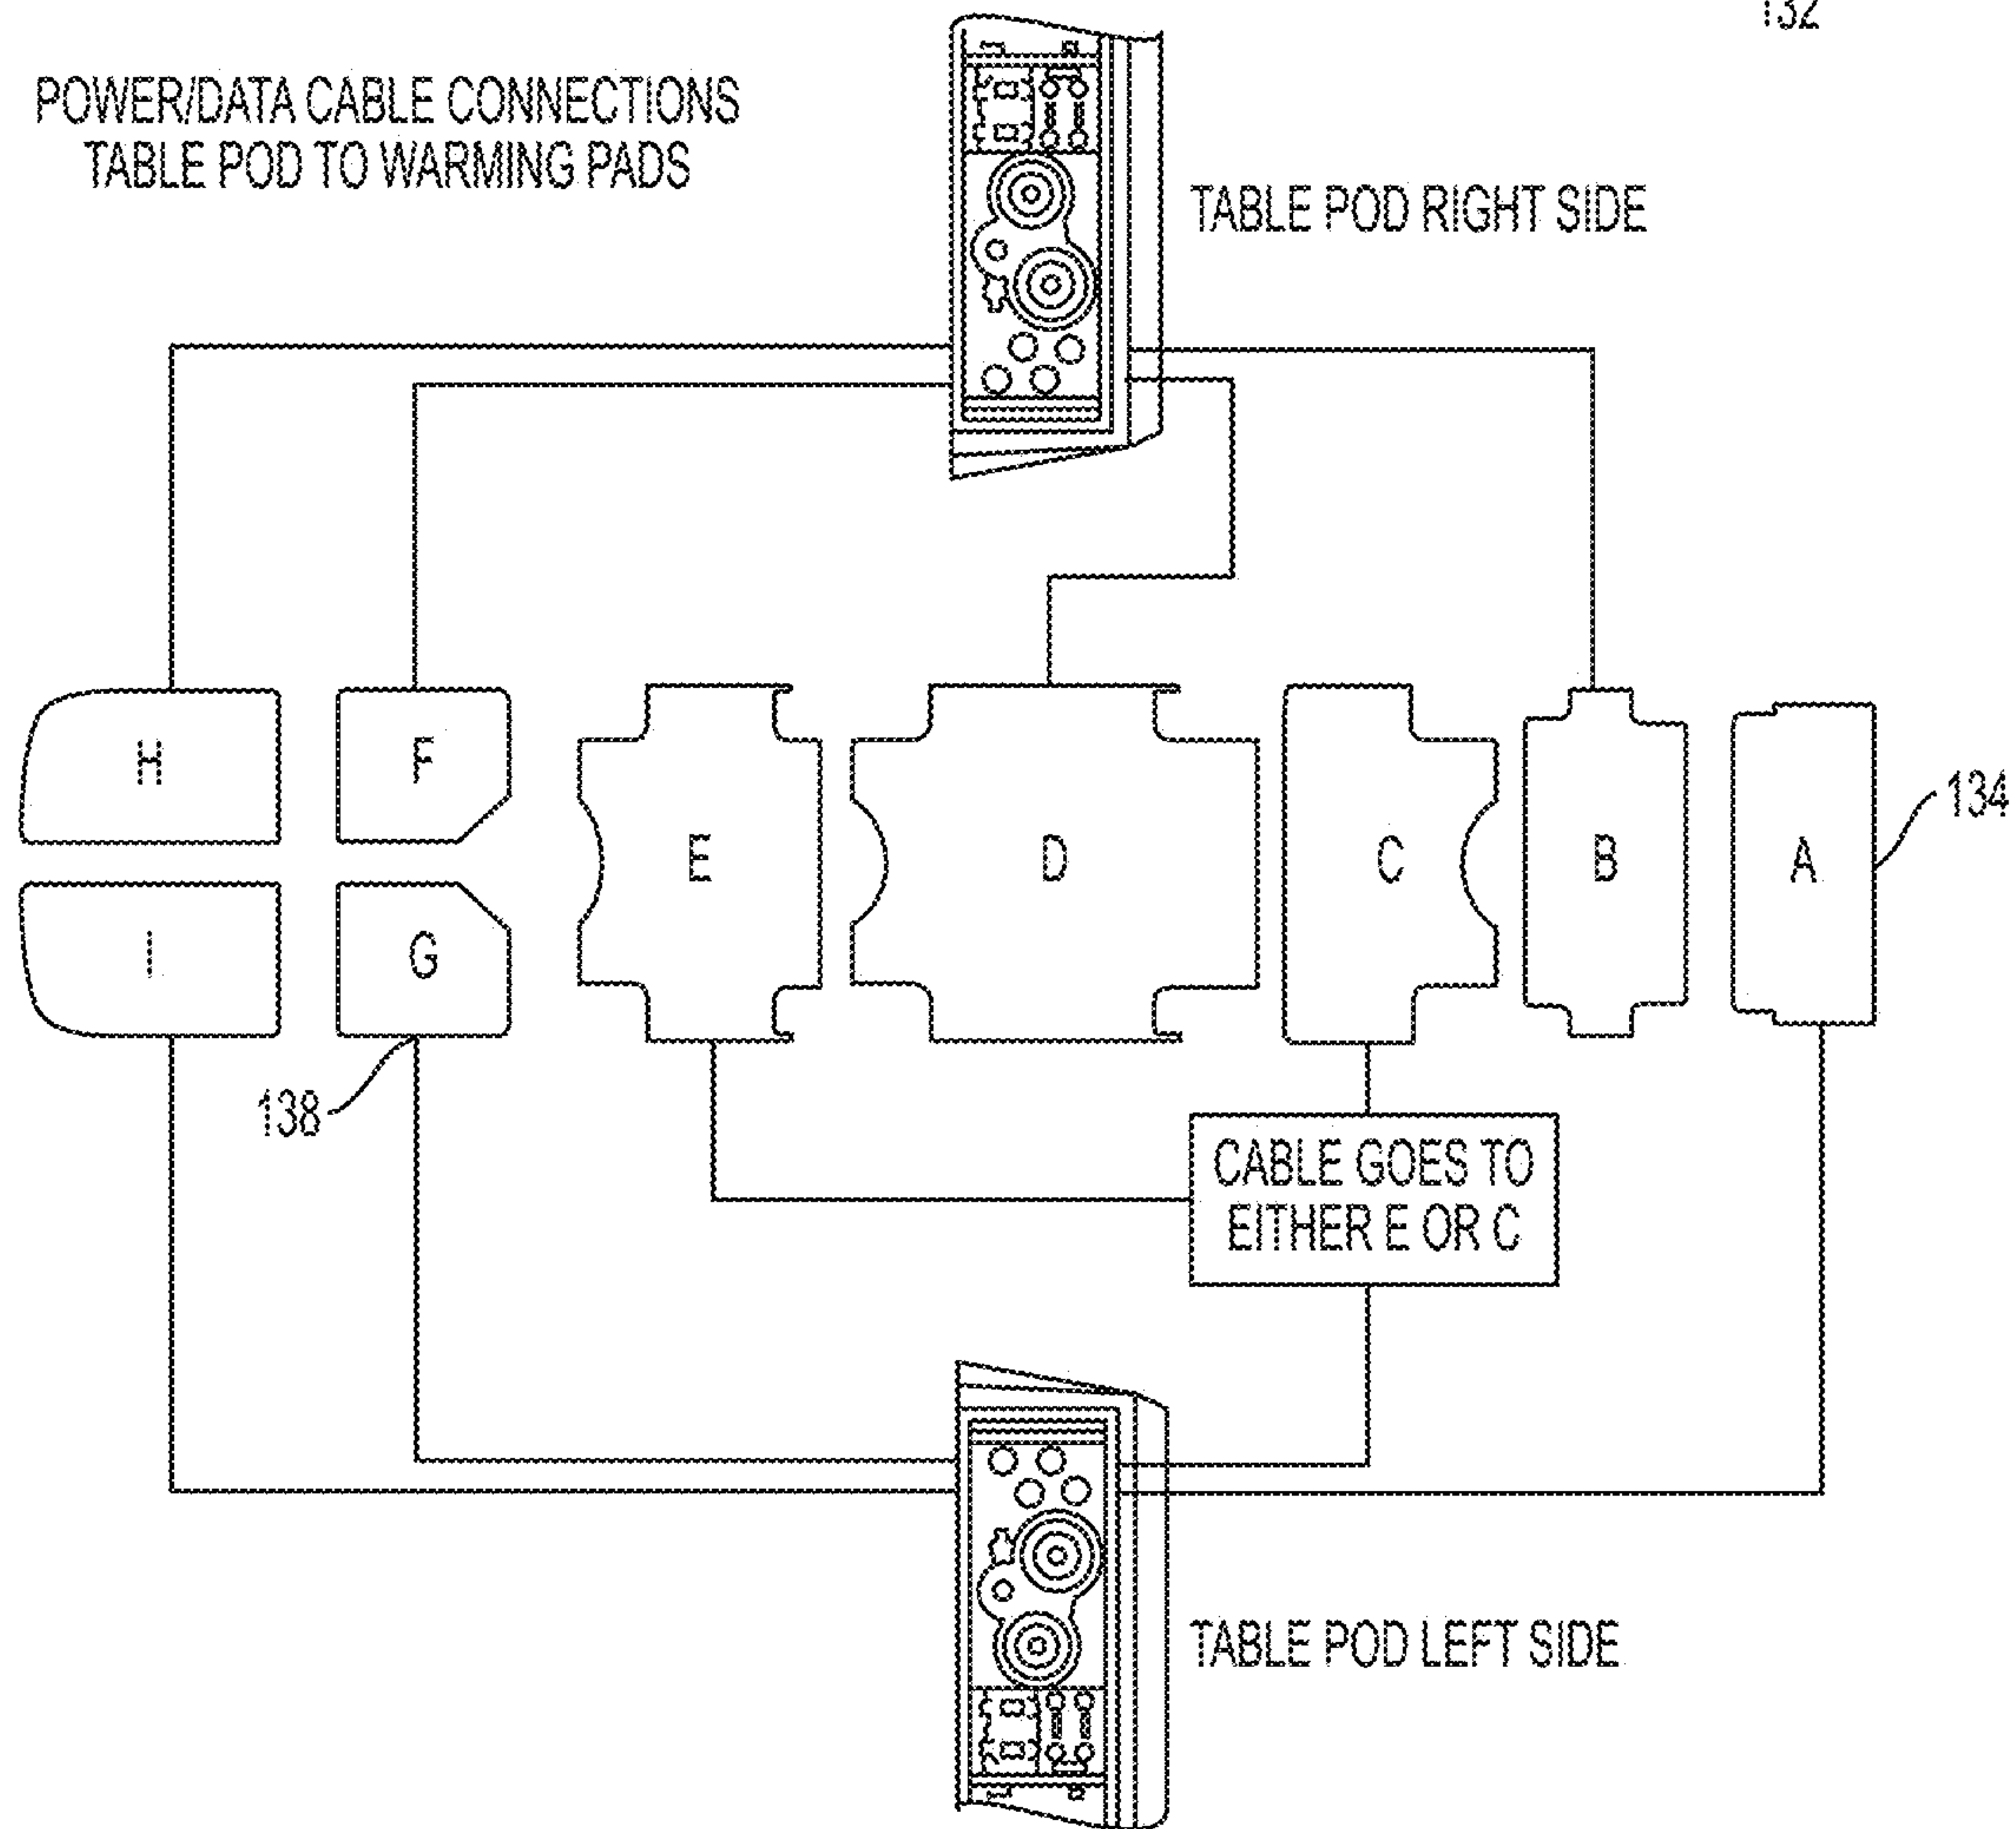 132
POWER/DATA CABLE CONNECTIONS
TABLE POD TO WARMING PADS
TABLE POD RIGHT SIDE
H
F
E
D
C
B
A
134
I
G
138
CABLE GOES TO
EITHER E OR C
TABLE POD LEFT SIDE